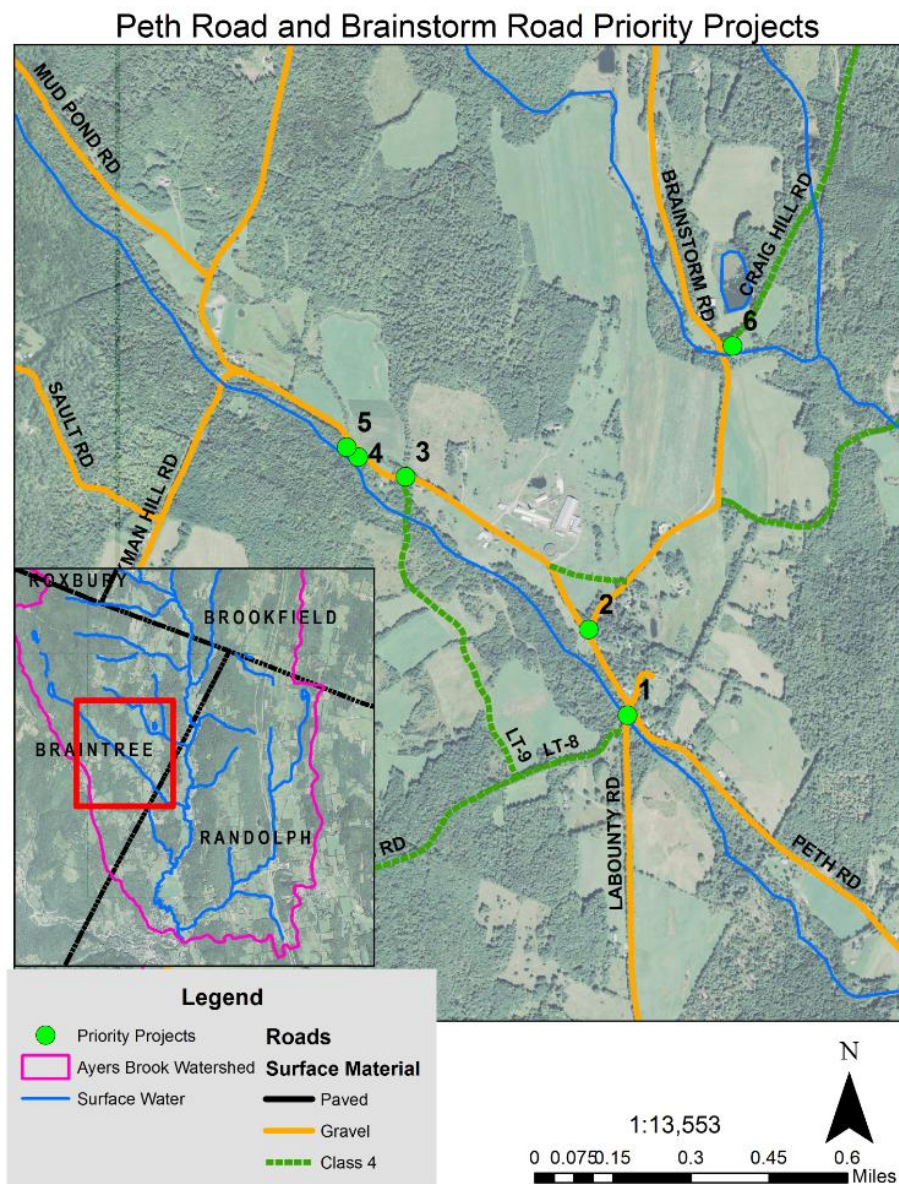 Peth Road and Brainstorm Road Priority Projects
MUD POND RD
BRAINSTORM RD
CRAIG HILL RD
6
SAULT RD
YMAN HILL RD
5
4
3
2
1
LT-9
LT-8
RD
LABOUNTY RD
PETH RD
ROXBURY
BROOKFIELD
BRAINTREE
RANDOLPH
Legend
Priority Projects
Ayers Brook Watershed
Surface Water
Roads
Surface Material
Paved
Gravel
Class 4
N
1:13,553
0 0.075 0.15 0.3 0.45 0.6
Miles